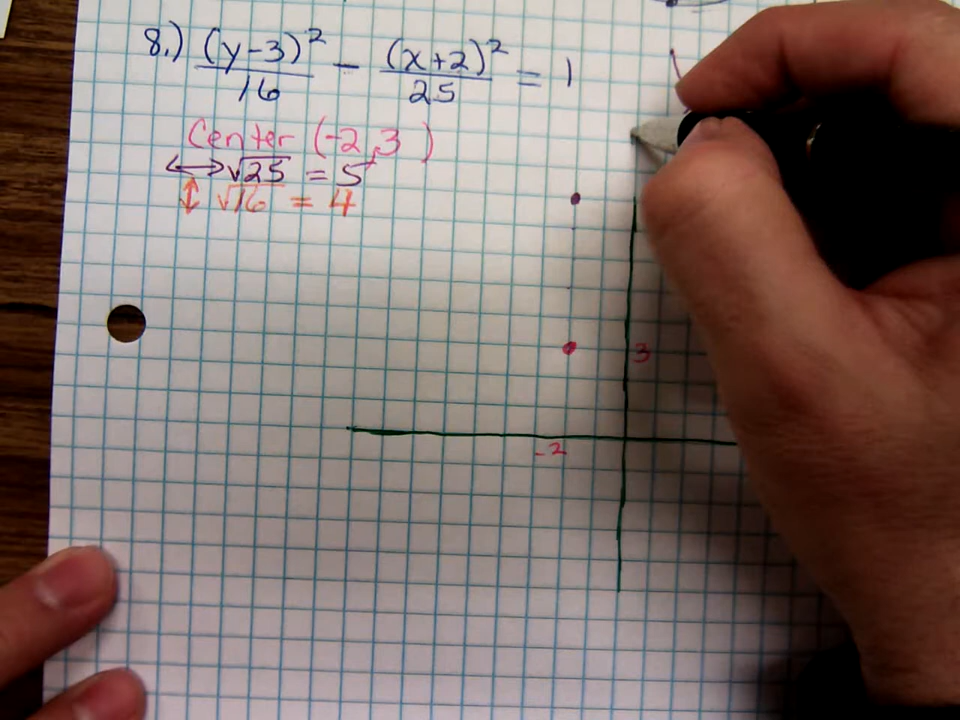 8.) (y-3)²/16 - (x+2)²/25 = 1
Center (-2,3)
↔ √25 = 5
↕ √16 = 4
3
-2